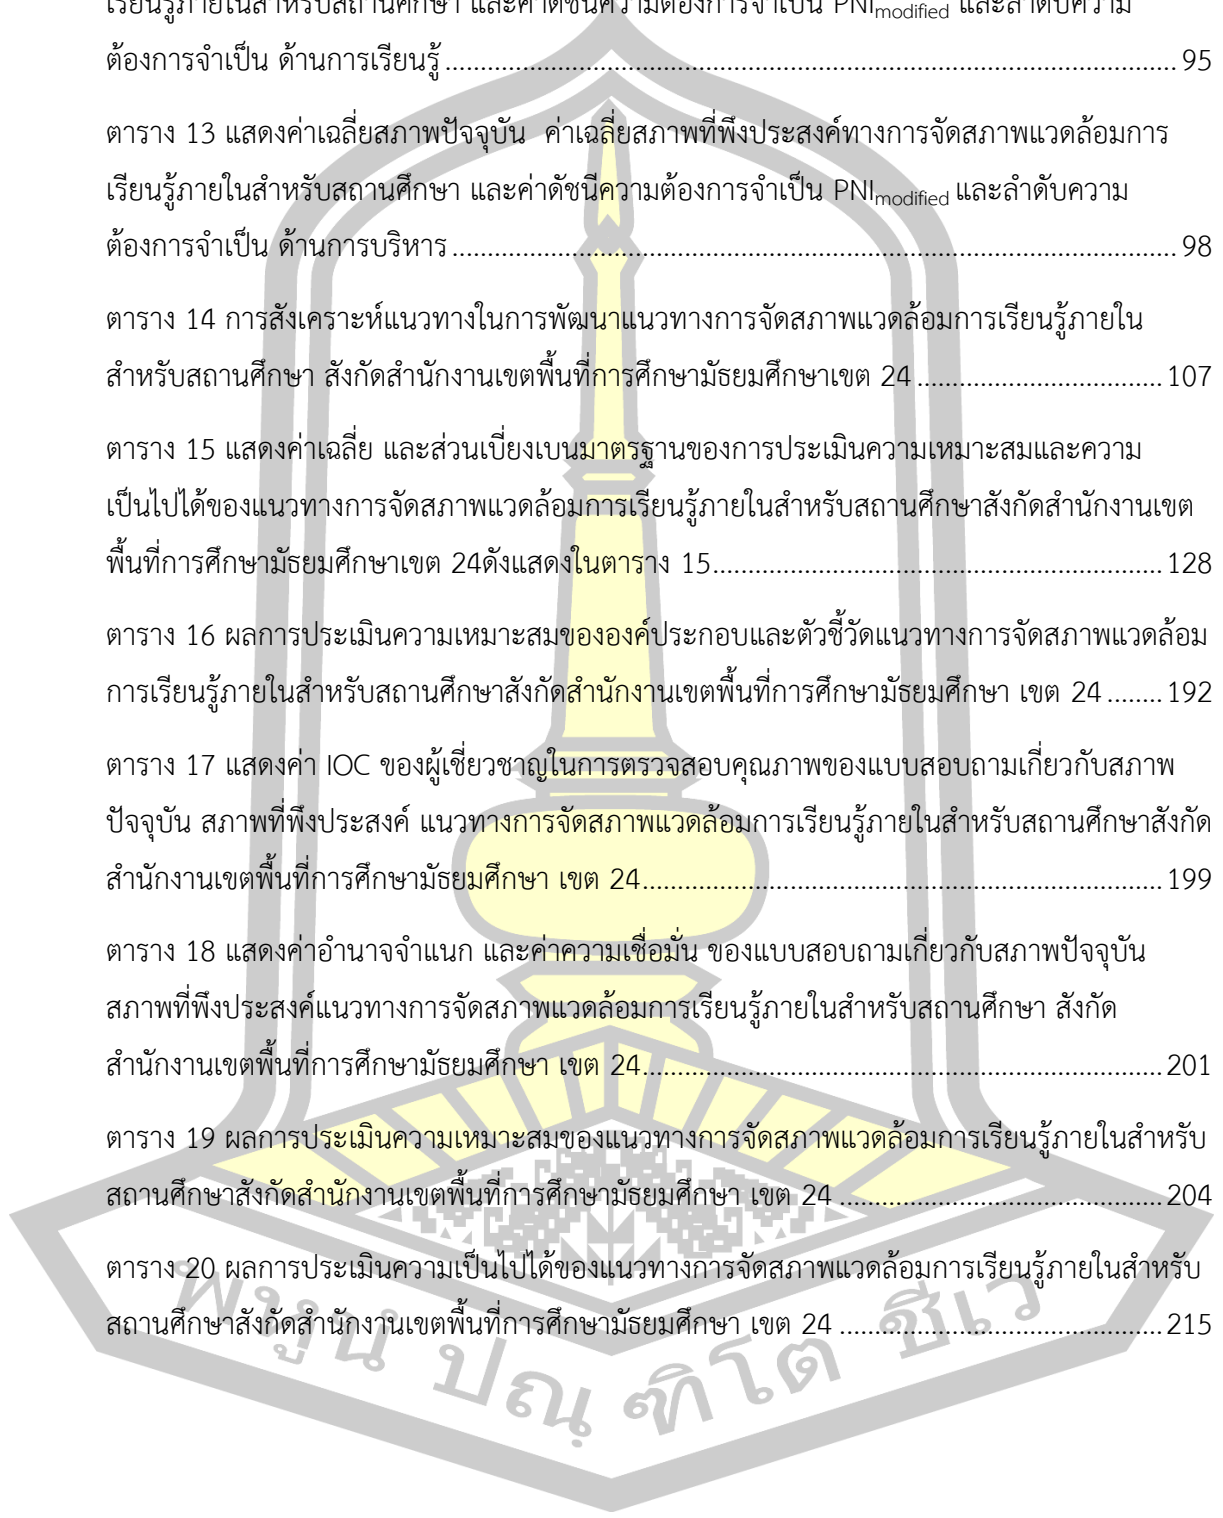 เรียนรู้ภายในสำหรับสถานศึกษา และค่าดัชนีความต้องการจำเป็น PNImodified และลำดับความ
ต้องการจำเป็น ด้านการเรียนรู้ .......... 95
ตาราง 13 แสดงค่าเฉลี่ยสภาพปัจจุบัน ค่าเฉลี่ยสภาพที่พึงประสงค์ทางการจัดสภาพแวดล้อมการ
เรียนรู้ภายในสำหรับสถานศึกษา และค่าดัชนีความต้องการจำเป็น PNImodified และลำดับความ
ต้องการจำเป็น ด้านการบริหาร .......... 98
ตาราง 14 การสังเคราะห์แนวทางในการพัฒนาแนวทางการจัดสภาพแวดล้อมการเรียนรู้ภายใน
สำหรับสถานศึกษา สังกัดสำนักงานเขตพื้นที่การศึกษามัธยมศึกษาเขต 24 .......... 107
ตาราง 15 แสดงค่าเฉลี่ย และส่วนเบี่ยงเบนมาตรฐานของการประเมินความเหมาะสมและความ
เป็นไปได้ของแนวทางการจัดสภาพแวดล้อมการเรียนรู้ภายในสำหรับสถานศึกษาสังกัดสำนักงานเขต
พื้นที่การศึกษามัธยมศึกษาเขต 24ดังแสดงในตาราง 15 .......... 128
ตาราง 16 ผลการประเมินความเหมาะสมขององค์ประกอบและตัวชี้วัดแนวทางการจัดสภาพแวดล้อม
การเรียนรู้ภายในสำหรับสถานศึกษาสังกัดสำนักงานเขตพื้นที่การศึกษามัธยมศึกษา เขต 24 ........ 192
ตาราง 17 แสดงค่า IOC ของผู้เชี่ยวชาญในการตรวจสอบคุณภาพของแบบสอบถามเกี่ยวกับสภาพ
ปัจจุบัน สภาพที่พึงประสงค์ แนวทางการจัดสภาพแวดล้อมการเรียนรู้ภายในสำหรับสถานศึกษาสังกัด
สำนักงานเขตพื้นที่การศึกษามัธยมศึกษา เขต 24 .......... 199
ตาราง 18 แสดงค่าอำนาจจำแนก และค่าความเชื่อมั่น ของแบบสอบถามเกี่ยวกับสภาพปัจจุบัน
สภาพที่พึงประสงค์แนวทางการจัดสภาพแวดล้อมการเรียนรู้ภายในสำหรับสถานศึกษา สังกัด
สำนักงานเขตพื้นที่การศึกษามัธยมศึกษา เขต 24 .......... 201
ตาราง 19 ผลการประเมินความเหมาะสมของแนวทางการจัดสภาพแวดล้อมการเรียนรู้ภายในสำหรับ
สถานศึกษาสังกัดสำนักงานเขตพื้นที่การศึกษามัธยมศึกษา เขต 24 .......... 204
ตาราง 20 ผลการประเมินความเป็นไปได้ของแนวทางการจัดสภาพแวดล้อมการเรียนรู้ภายในสำหรับ
สถานศึกษาสังกัดสำนักงานเขตพื้นที่การศึกษามัธยมศึกษา เขต 24 .......... 215
พหูนํ ปณฺฑิโต ชีเว